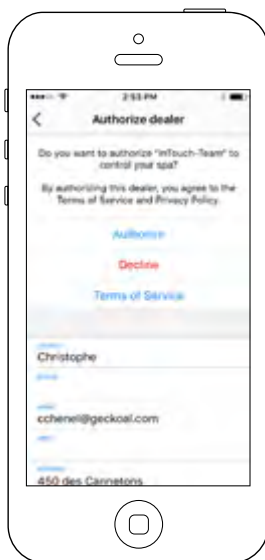 2:53 PM
Authorize dealer
Do you want to authorize "inTouch-Team" to
control your spa?
By authorizing this dealer, you agree to the
Terms of Service and Privacy Policy.
Authorize
Decline
Terms of Service
Christophe
cchenel@geckoal.com
450 des Cannetons